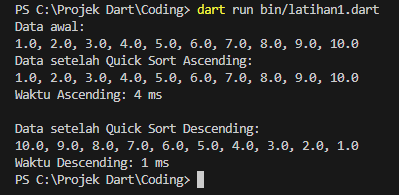 PS C:\Projek Dart\Coding> dart run bin/latihan1.dart
Data awal:
1.0, 2.0, 3.0, 4.0, 5.0, 6.0, 7.0, 8.0, 9.0, 10.0
Data setelah Quick Sort Ascending:
1.0, 2.0, 3.0, 4.0, 5.0, 6.0, 7.0, 8.0, 9.0, 10.0
Waktu Ascending: 4 ms
Data setelah Quick Sort Descending:
10.0, 9.0, 8.0, 7.0, 6.0, 5.0, 4.0, 3.0, 2.0, 1.0
Waktu Descending: 1 ms
PS C:\Projek Dart\Coding>